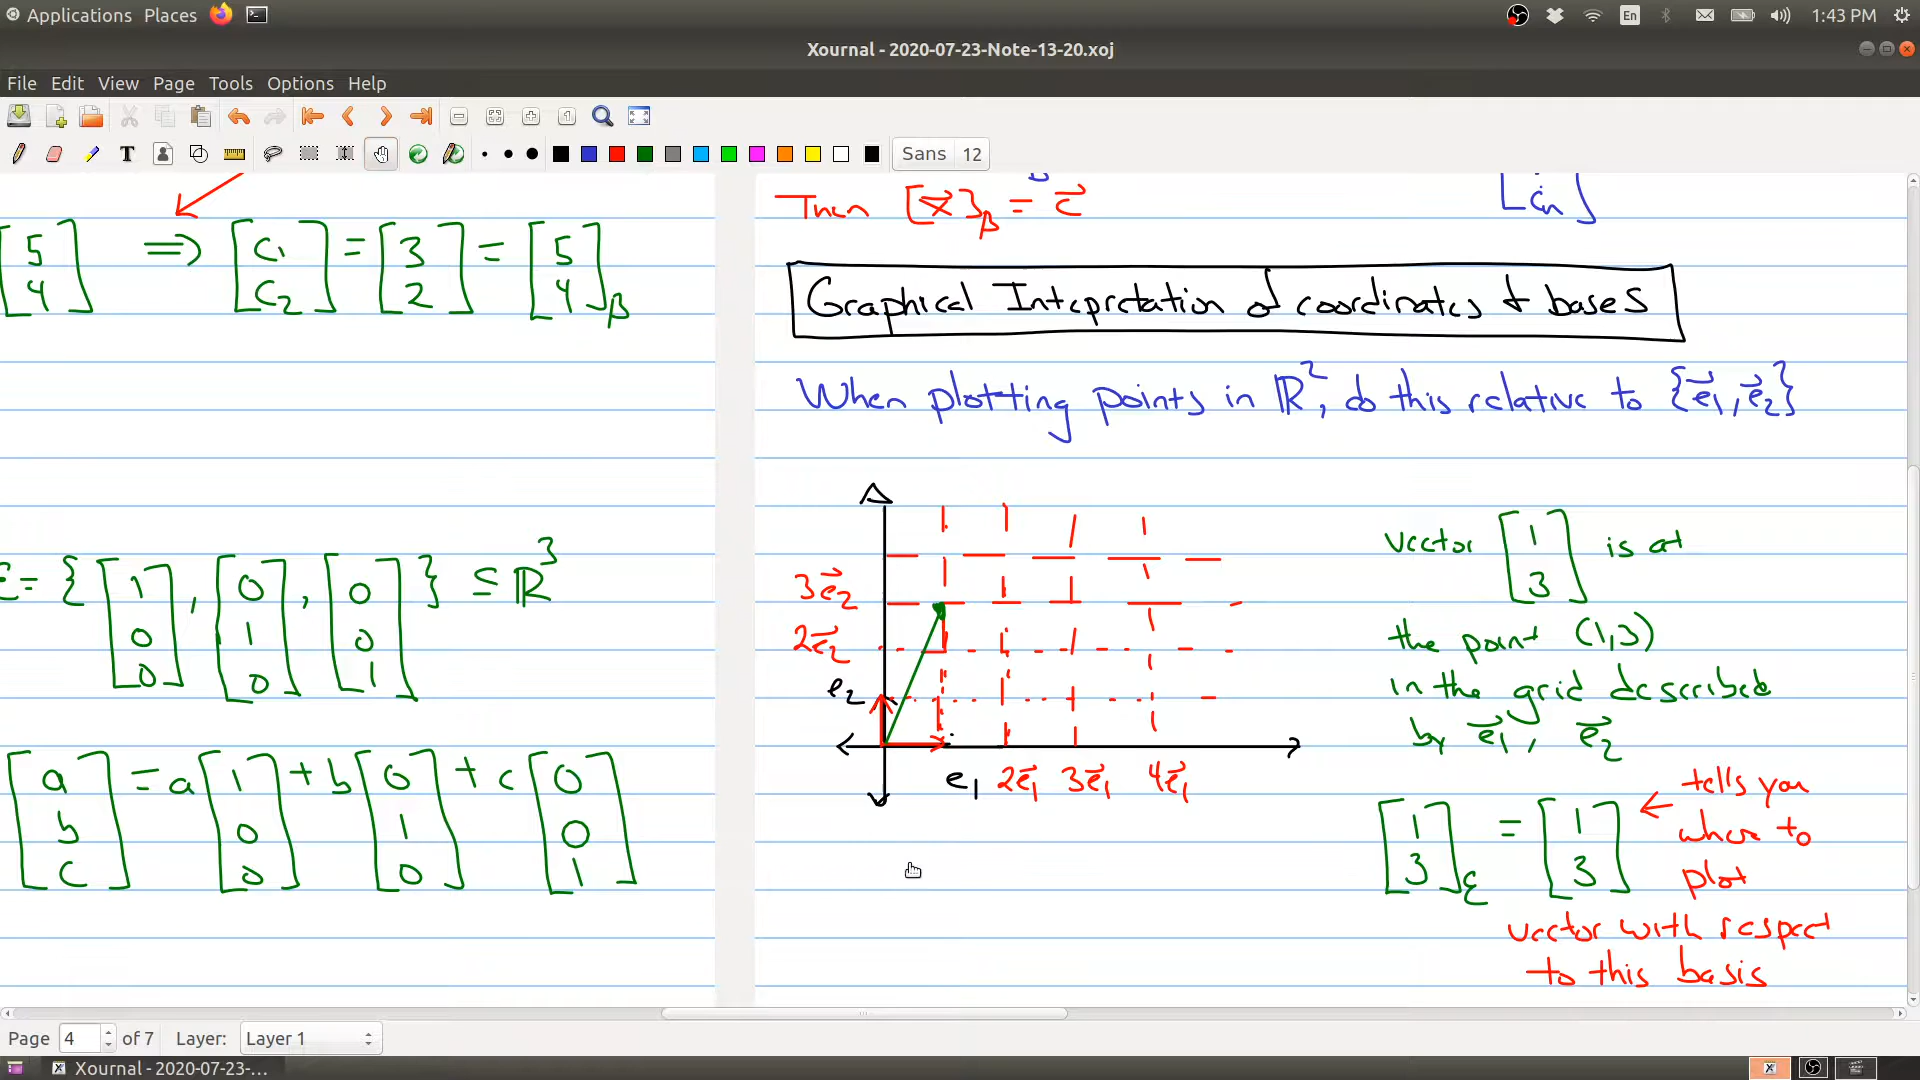 Applications Places En 1:43 PM
Xournal - 2020-07-23-Note-13-20.xoj
File Edit View Page Tools Options Help
Sans 12
[5 4] ⟹ [c1 c2] = [3 2] = [5 4]β
ε = {[1 0 0], [0 1 0], [0 0 1]} ⊆ ℝ^3
[a b c] = a[1 0 0] + b[0 1 0] + c[0 0 1]
Then [x⃗]β = c⃗
cn]
Graphical Intepretation of coordinates & bases
When plotting points in ℝ^2, do this relative to {e⃗1, e⃗2}
3e⃗2
2e⃗2
e2
e1 2e⃗1 3e⃗1 4e⃗1
vector [1 3] is at
the point (1,3)
in the grid described
by e⃗1, e⃗2
[1 3]ε = [1 3] ← tells you
where to
plot
vector with respect
to this basis
Page 4 of 7 Layer: Layer 1
Xournal - 2020-07-23-...